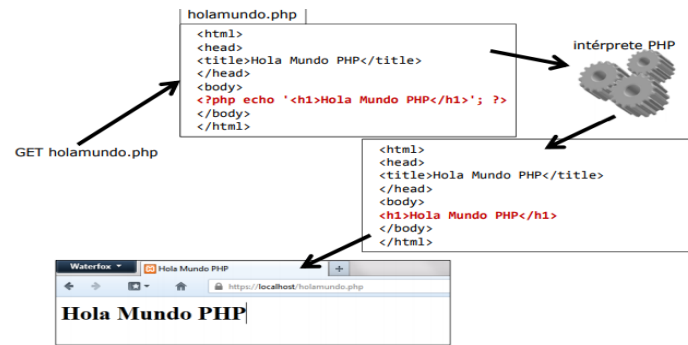 holamundo.php
<html>
<head>
<title>Hola Mundo PHP</title>
</head>
<body>
<?php echo '<h1>Hola Mundo PHP</h1>'; ?>
</body>
</html>
intérprete PHP
GET holamundo.php
<html>
<head>
<title>Hola Mundo PHP</title>
</head>
<body>
<h1>Hola Mundo PHP</h1>
</body>
</html>
Waterfox
Hola Mundo PHP
https://localhost/holamundo.php
Hola Mundo PHP